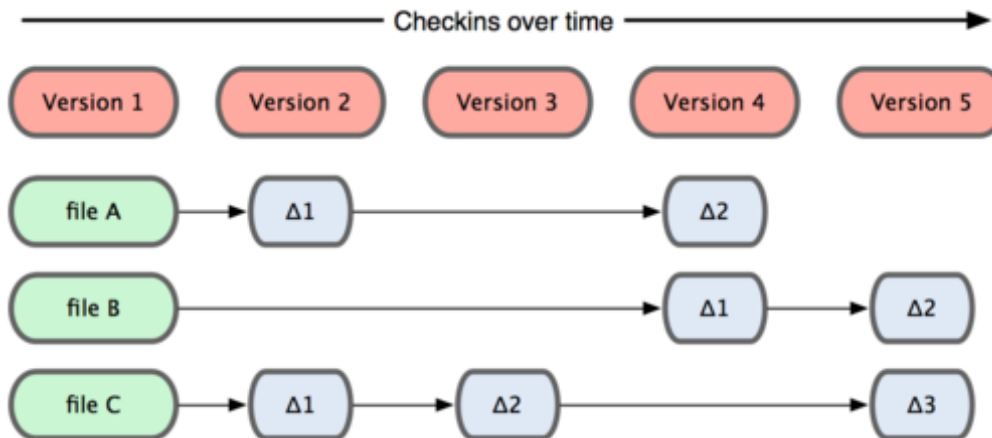 Checkins over time
Version 1 Version 2 Version 3 Version 4 Version 5
file A Δ1 Δ2
file B Δ1 Δ2
file C Δ1 Δ2 Δ3